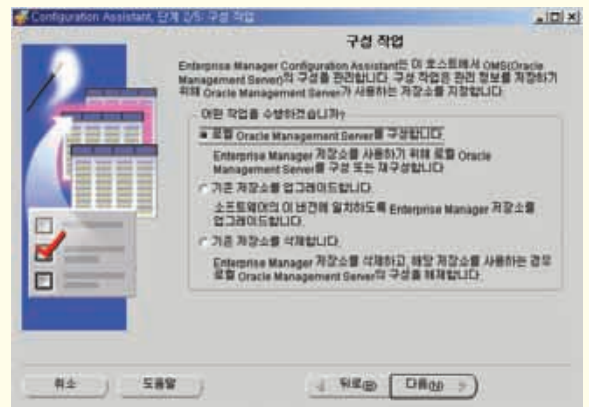 Configuration Assistant, 단계 2/5: 구성 작업
구성 작업
Enterprise Manager Configuration Assistant는 이 호스트에서 OMS(Oracle
Management Server)의 구성을 관리합니다. 구성 작업은 관리 정보를 저장하기
위해 Oracle Management Server가 사용하는 저장소를 지정합니다.
어떤 작업을 수행하겠습니까?
로컬 Oracle Management Server를 구성합니다.
Enterprise Manager 저장소를 사용하기 위해 로컬 Oracle
Management Server를 구성 또는 재구성합니다
기존 저장소를 업그레이드합니다.
소프트웨어의 이 버전에 일치하도록 Enterprise Manager 저장소를
업그레이드합니다.
기존 저장소를 삭제합니다.
Enterprise Manager 저장소를 삭제하고, 해당 저장소를 사용하는 경우
로컬 Oracle Management Server의 구성을 해제합니다.
취소
도움말
뒤로(B)
다음(N)